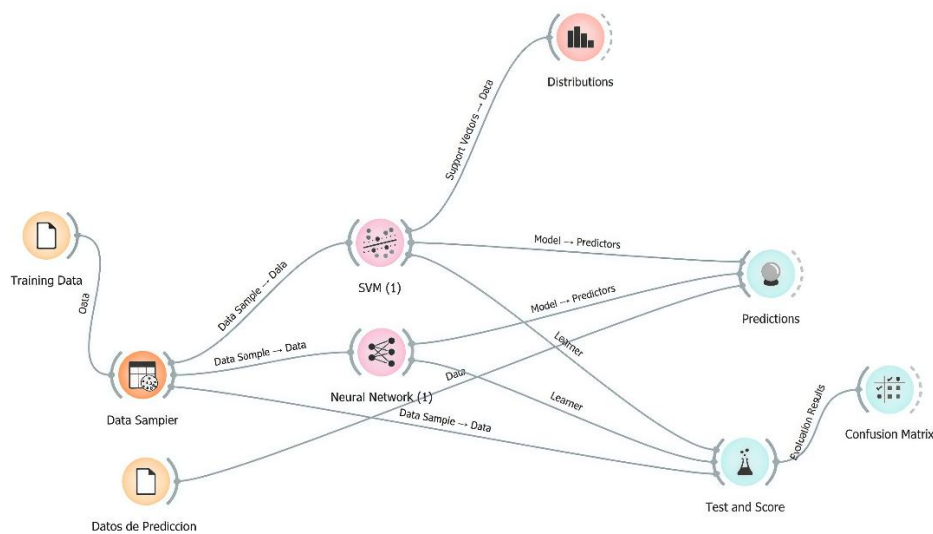 Distributions
Support Vectors → Data
Training Data
Data
Data Sample → Data
SVM (1)
Model → Predictors
Predictions
Model → Predictors
Data Sample → Data
Neural Network (1)
Learner
Data
Learner
Data Sampier
Data Sample → Data
Evaluation Results
Confusion Matrix
Test and Score
Datos de Prediccion